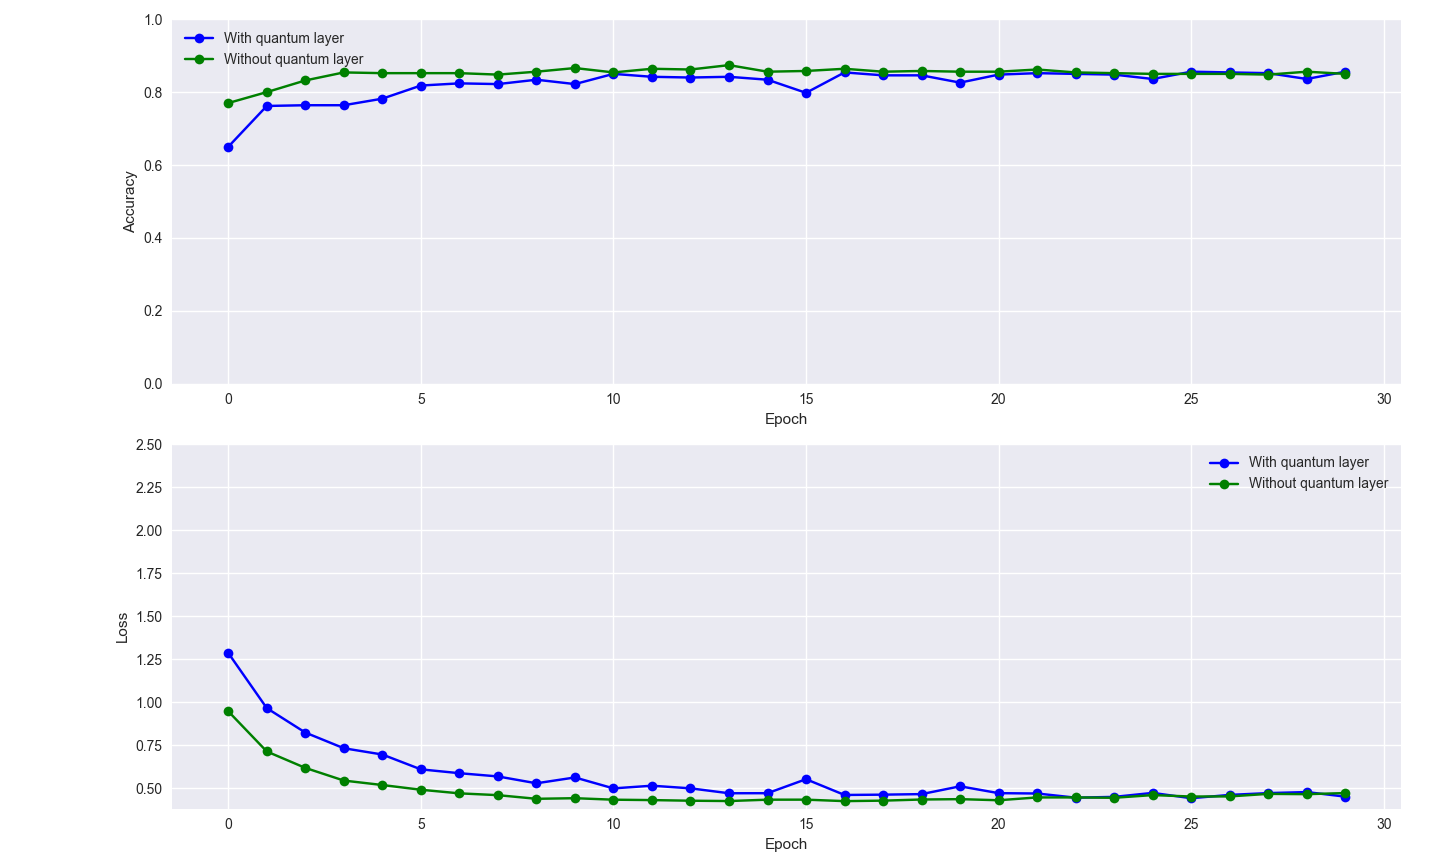 1.0
With quantum layer
Without quantum layer
0.8
0.6
Accuracy
0.4
0.2
0.0
0 5 10 15 20 25 30
Epoch
2.50
With quantum layer
2.25
Without quantum layer
2.00
1.75
1.50
Loss
1.25
1.00
0.75
0.50
0 5 10 15 20 25 30
Epoch